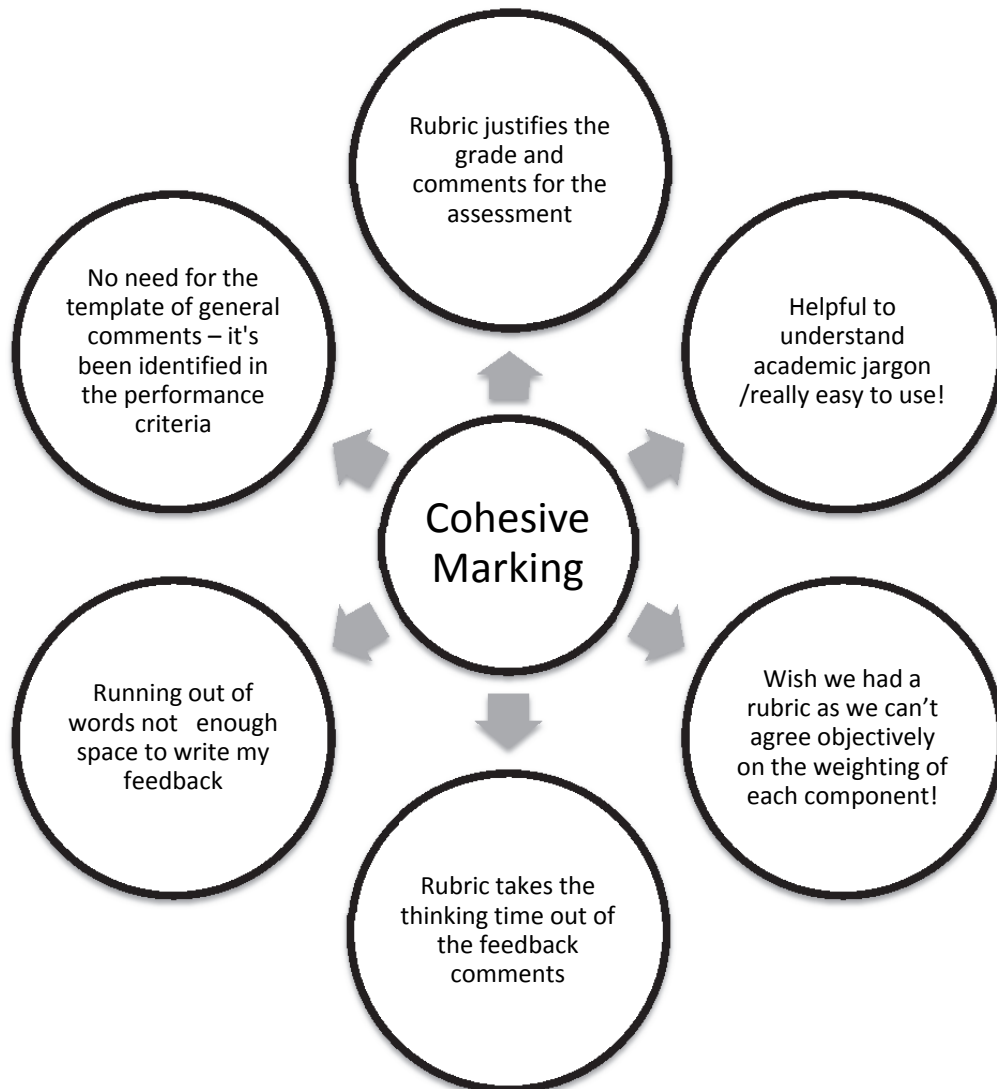 Rubric justifies the
grade and
comments for the
assessment
No need for the
template of general
comments – it's
been identified in
the performance
criteria
Helpful to
understand
academic jargon
/really easy to use!
Cohesive
Marking
Running out of
words not   enough
space to write my
feedback
Wish we had a
rubric as we can’t
agree objectively
on the weighting of
each component!
Rubric takes the
thinking time out of
the feedback
comments